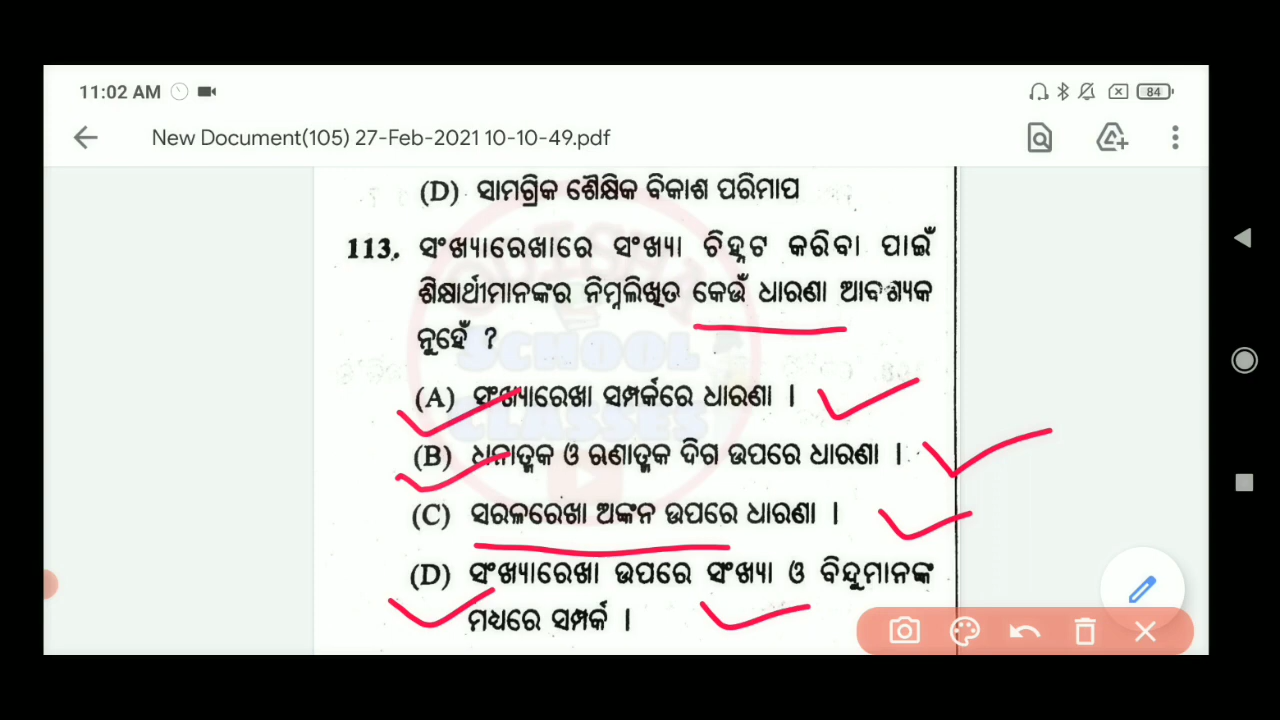 11:02 AM
84
New Document(105) 27-Feb-2021 10-10-49.pdf
(D) ସାମଗ୍ରିକ ଶୈକ୍ଷିକ ବିକାଶ ପରିମାପ
113. ସଂଖ୍ୟାରେଖାରେ ସଂଖ୍ୟା ଚିହ୍ନଟ କରିବା ପାଇଁ
ଶିକ୍ଷାର୍ଥୀମାନଙ୍କର ନିମ୍ନଲିଖିତ କେଉଁ ଧାରଣା ଆବଶ୍ୟକ
ନୁହେଁ ?
(A) ସଂଖ୍ୟାରେଖା ସମ୍ପର୍କରେ ଧାରଣା ।
(B) ଧନାତ୍ମକ ଓ ଋଣାତ୍ମକ ଦିଗ ଉପରେ ଧାରଣା ।
(C) ସରଳରେଖା ଅଙ୍କନ ଉପରେ ଧାରଣା ।
(D) ସଂଖ୍ୟାରେଖା ଉପରେ ସଂଖ୍ୟା ଓ ବିନ୍ଦୁମାନଙ୍କ
ମଧ୍ୟରେ ସମ୍ପର୍କ ।
SCHOOL
CLASSES